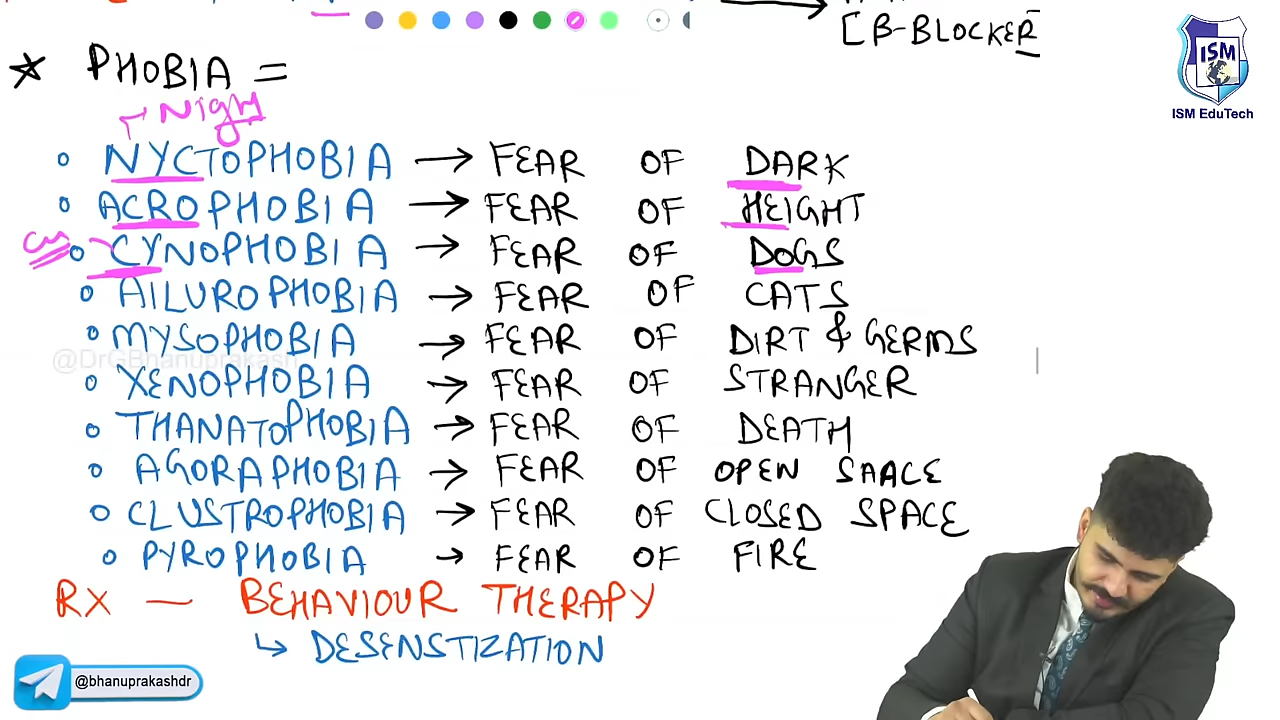 [B-BLOCKER
ISM
ISM EduTech
* PHOBIA =
Nigh
NYCTOPHOBIA → FEAR OF DARK
ACROPHOBIA → FEAR OF HEIGHT
CYNOPHOBIA → FEAR OF DOGS
AILUROPHOBIA → FEAR OF CATS
MYSOPHOBIA → FEAR OF DIRT & GERMS
@DrGBhanuprakash
XENOPHOBIA → FEAR OF STRANGER
THANATOPHOBIA → FEAR OF DEATH
AGORAPHOBIA → FEAR OF OPEN SAACE
CLUSTROPHOBIA → FEAR OF CLOSED SPACE
PYROPHOBIA → FEAR OF FIRE
RX — BEHAVIOUR THERAPY
↳ DESENSTIZATION
@bhanuprakashdr